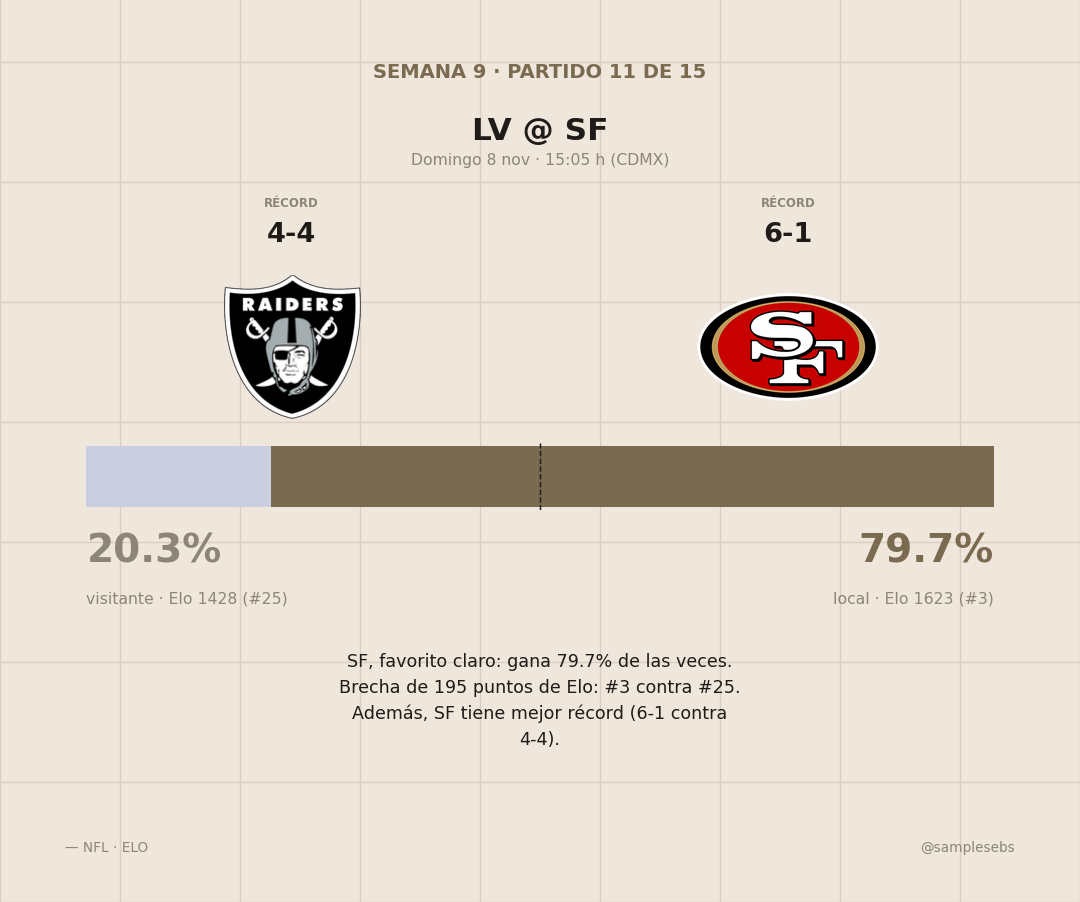 SEMANA 9 · PARTIDO 11 DE 15
LV @ SF
Domingo 8 nov · 15:05 h (CDMX)
RÉCORD
4-4
RÉCORD
6-1
RAIDERS
SF
20.3%
79.7%
visitante · Elo 1428 (#25)
local · Elo 1623 (#3)
SF, favorito claro: gana 79.7% de las veces.
Brecha de 195 puntos de Elo: #3 contra #25.
Además, SF tiene mejor récord (6-1 contra
4-4).
— NFL · ELO
@samplesebs